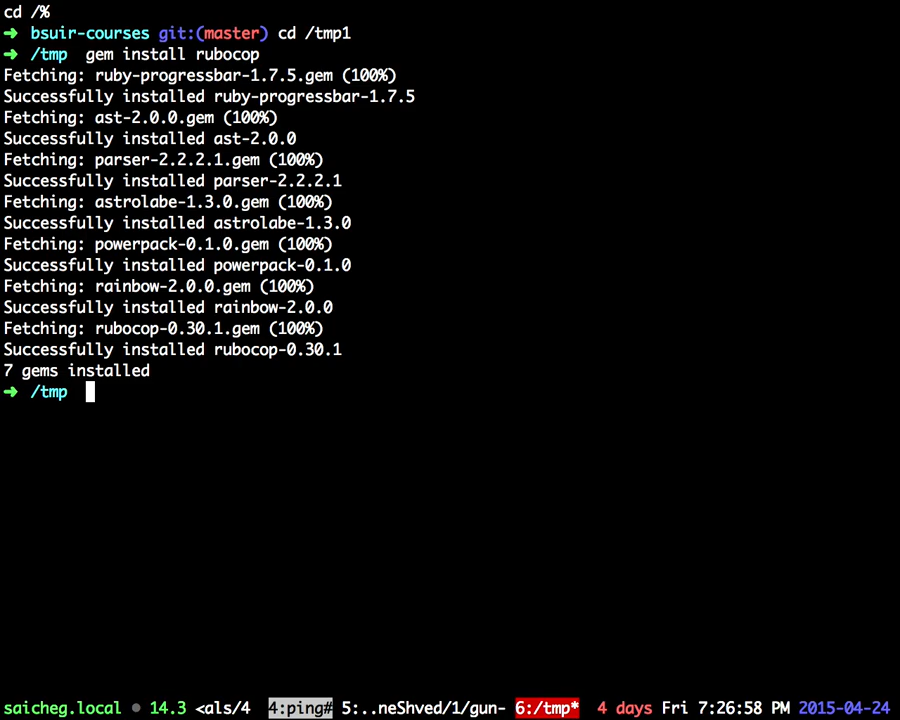 cd /%
➜ bsuir-courses git:(master) cd /tmp1
➜ /tmp gem install rubocop
Fetching: ruby-progressbar-1.7.5.gem (100%)
Successfully installed ruby-progressbar-1.7.5
Fetching: ast-2.0.0.gem (100%)
Successfully installed ast-2.0.0
Fetching: parser-2.2.2.1.gem (100%)
Successfully installed parser-2.2.2.1
Fetching: astrolabe-1.3.0.gem (100%)
Successfully installed astrolabe-1.3.0
Fetching: powerpack-0.1.0.gem (100%)
Successfully installed powerpack-0.1.0
Fetching: rainbow-2.0.0.gem (100%)
Successfully installed rainbow-2.0.0
Fetching: rubocop-0.30.1.gem (100%)
Successfully installed rubocop-0.30.1
7 gems installed
➜ /tmp
saicheg.local ● 14.3 <als/4 4:ping# 5:..neShved/1/gun- 6:/tmp* 4 days Fri 7:26:58 PM 2015-04-24